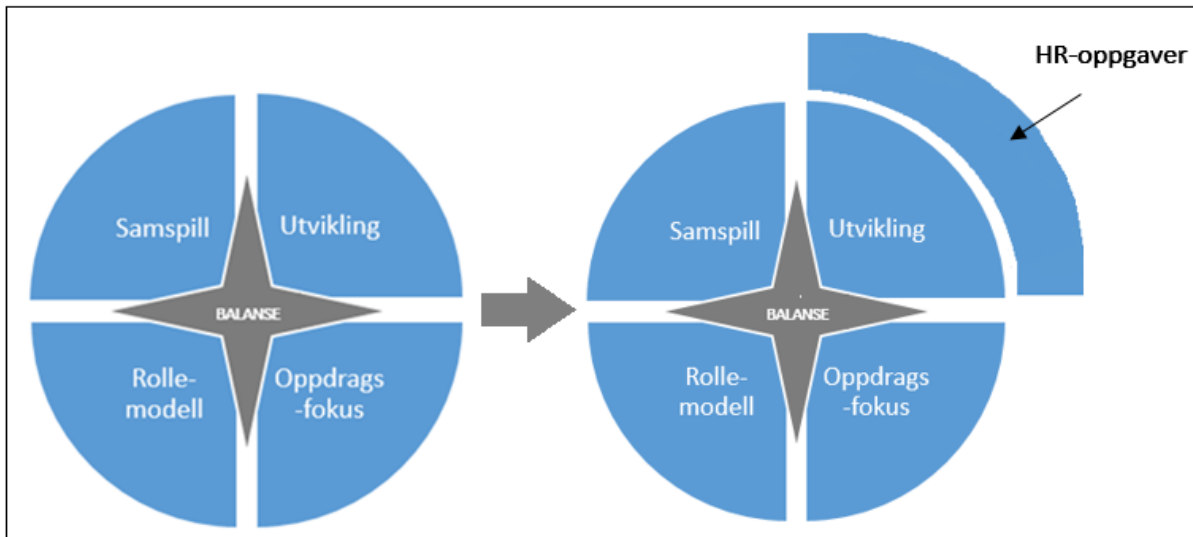 HR-oppgaver
Samspill
Utvikling
BALANSE
Rolle-
modell
Oppdrags
-fokus
Samspill
Utvikling
BALANSE
Rolle-
modell
Oppdrags
-fokus